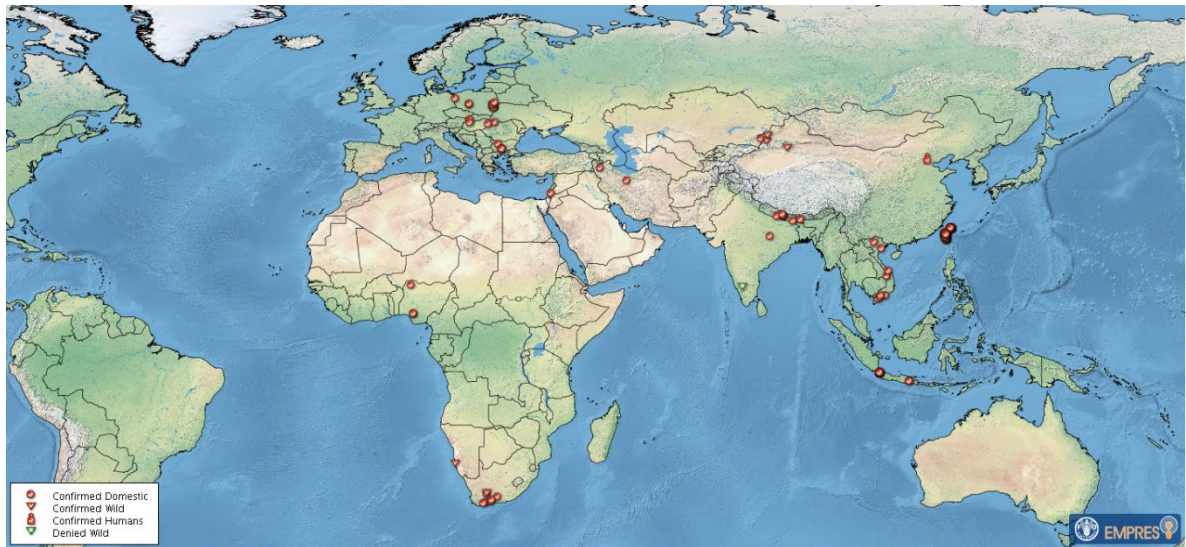 Confirmed Domestic
Confirmed Wild
Confirmed Humans
Denied Wild
EMPRES